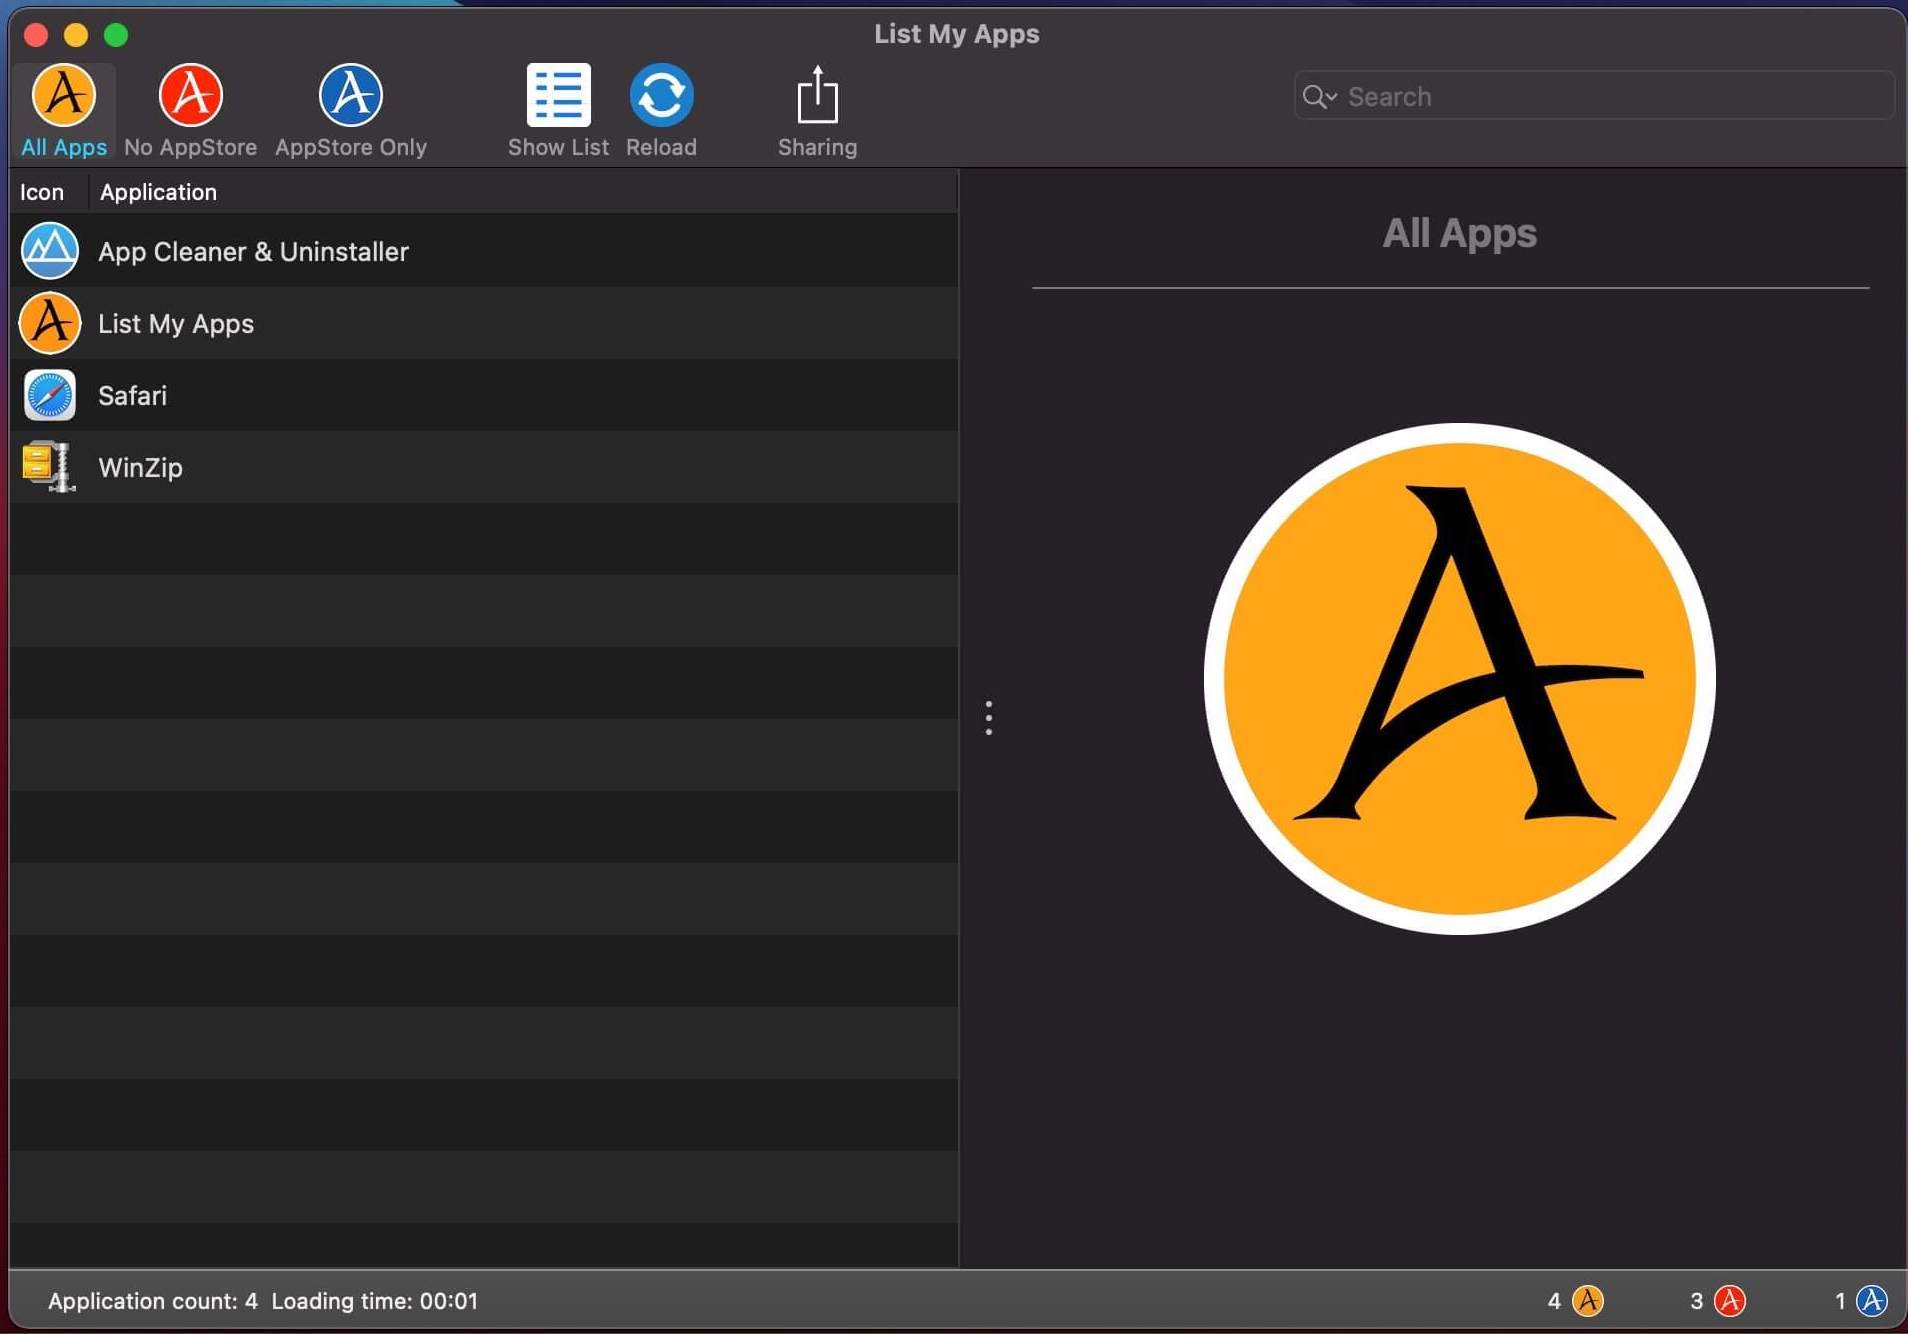 List My Apps
All Apps No AppStore AppStore Only Show List Reload Sharing
Search
Icon Application
App Cleaner & Uninstaller
List My Apps
Safari
WinZip
All Apps
Application count: 4 Loading time: 00:01
4 3 1